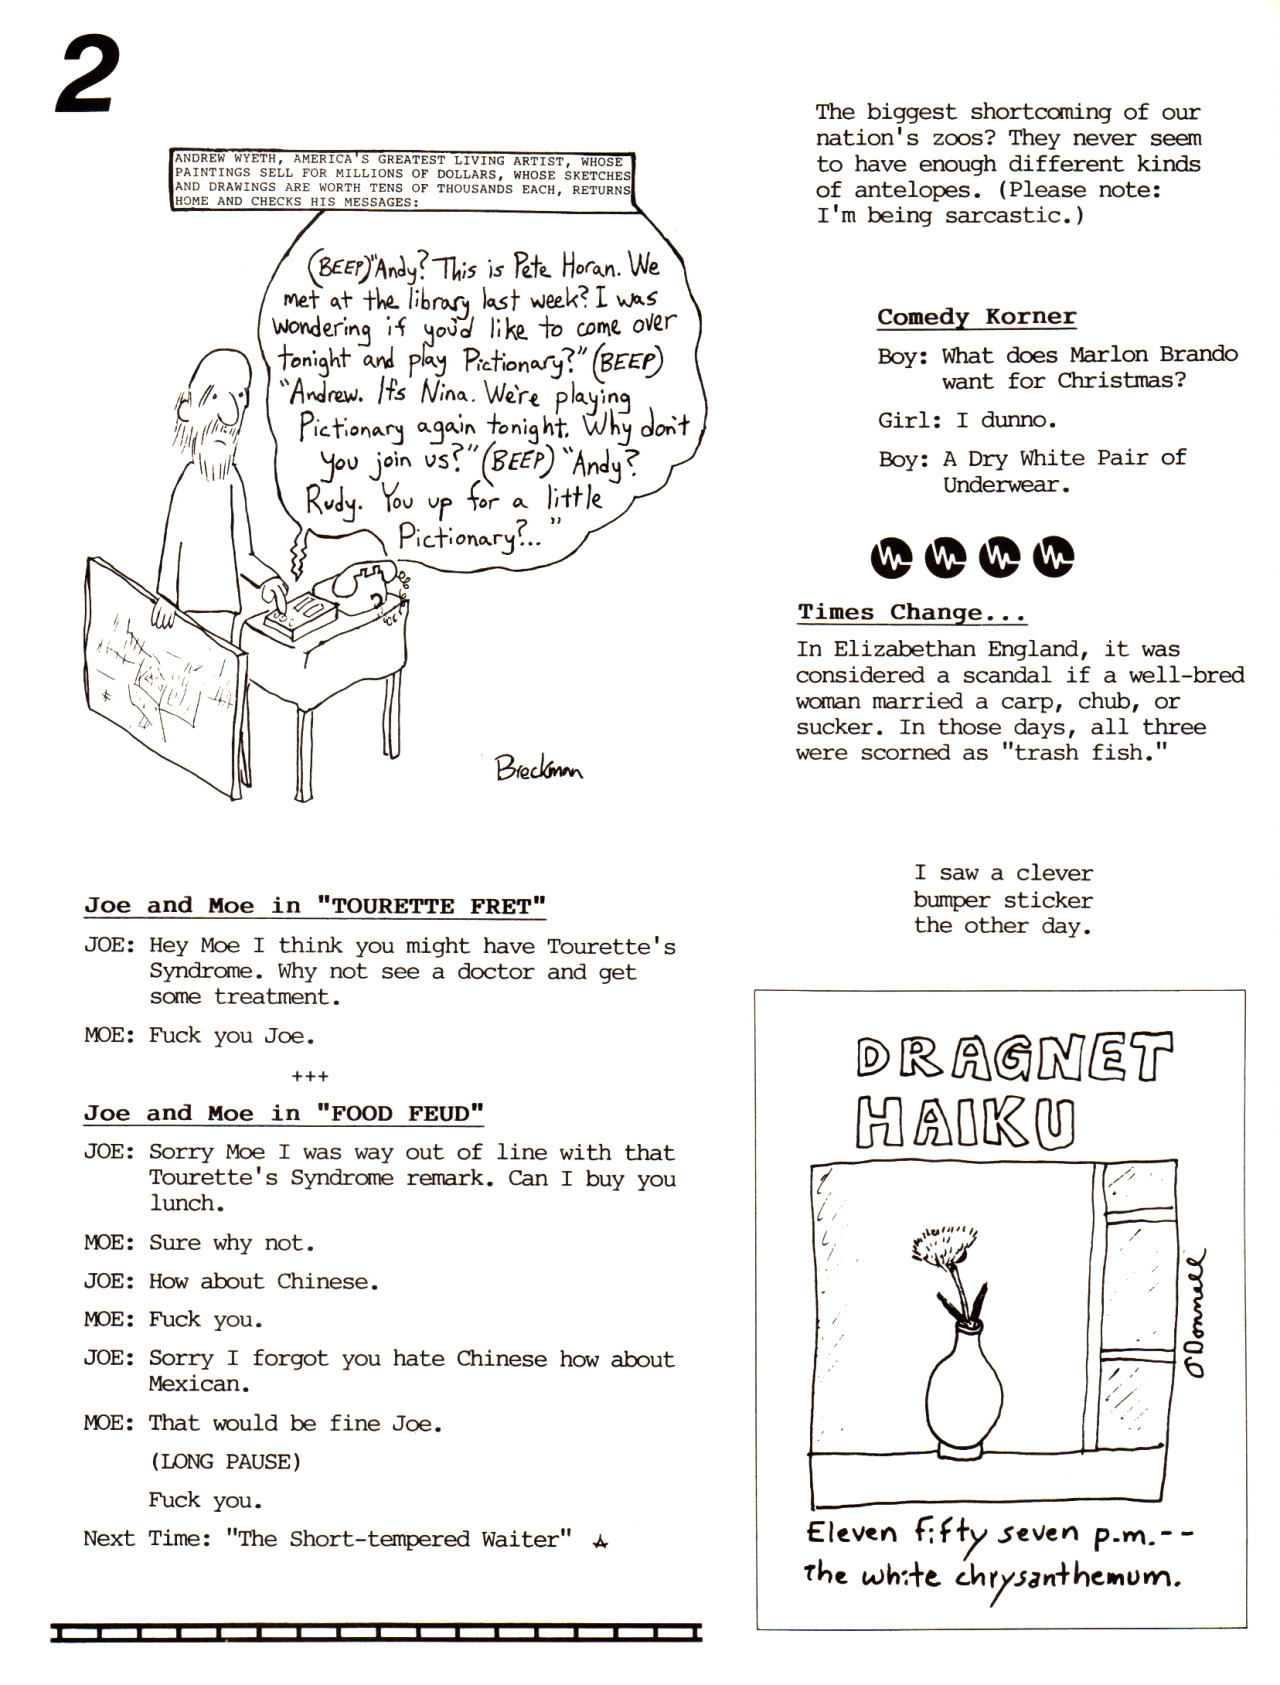 2
ANDREW WYETH, AMERICA'S GREATEST LIVING ARTIST, WHOSE
PAINTINGS SELL FOR MILLIONS OF DOLLARS, WHOSE SKETCHES
AND DRAWINGS ARE WORTH TENS OF THOUSANDS EACH, RETURNS
HOME AND CHECKS HIS MESSAGES:
(BEEP) "Andy? This is Pete Horan. We
met at the library last week? I was
wondering if you'd like to come over
tonight and play Pictionary?" (BEEP)
"Andrew. It's Nina. We're playing
Pictionary again tonight. Why don't
you join us?" (BEEP) "Andy?
Rudy. You up for a little
Pictionary?..."
Breckman
Joe and Moe in "TOURETTE FRET"
JOE: Hey Moe I think you might have Tourette's
Syndrome. Why not see a doctor and get
some treatment.
MOE: Fuck you Joe.
+++
Joe and Moe in "FOOD FEUD"
JOE: Sorry Moe I was way out of line with that
Tourette's Syndrome remark. Can I buy you
lunch.
MOE: Sure why not.
JOE: How about Chinese.
MOE: Fuck you.
JOE: Sorry I forgot you hate Chinese how about
Mexican.
MOE: That would be fine Joe.
(LONG PAUSE)
Fuck you.
Next Time: "The Short-tempered Waiter"
The biggest shortcoming of our
nation's zoos? They never seem
to have enough different kinds
of antelopes. (Please note:
I'm being sarcastic.)
Comedy Korner
Boy: What does Marlon Brando
want for Christmas?
Girl: I dunno.
Boy: A Dry White Pair of
Underwear.
Times Change...
In Elizabethan England, it was
considered a scandal if a well-bred
woman married a carp, chub, or
sucker. In those days, all three
were scorned as "trash fish."
I saw a clever
bumper sticker
the other day.
DRAGNET
HAIKU
O'Donnell
Eleven fifty seven p.m.--
the white chrysanthemum.